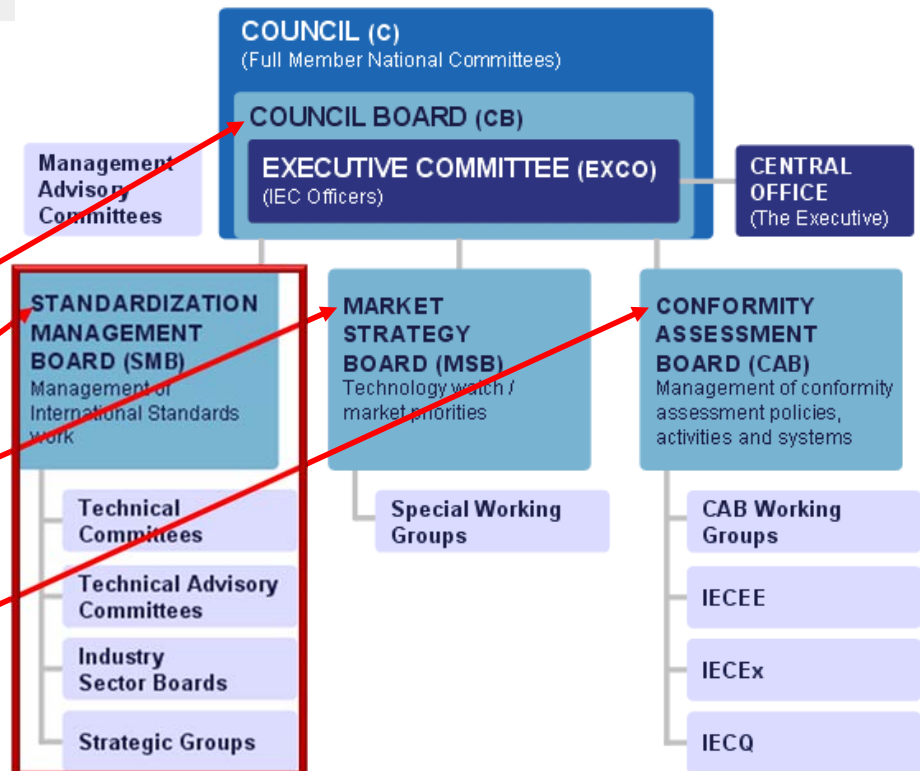 COUNCIL (C)
(Full Member National Committees)
COUNCIL BOARD (CB)
EXECUTIVE COMMITTEE (EXCO)
(IEC Officers)
Management
Advisory
Committees
CENTRAL
OFFICE
(The Executive)
STANDARDIZATION
MANAGEMENT
BOARD (SMB)
Management of
International Standards
work
Technical
Committees
Technical Advisory
Committees
Industry
Sector Boards
Strategic Groups
MARKET
STRATEGY
BOARD (MSB)
Technology watch /
market priorities
Special Working
Groups
CONFORMITY
ASSESSMENT
BOARD (CAB)
Management of conformity
assessment policies,
activities and systems
CAB Working
Groups
IECEE
IECEx
IECQ